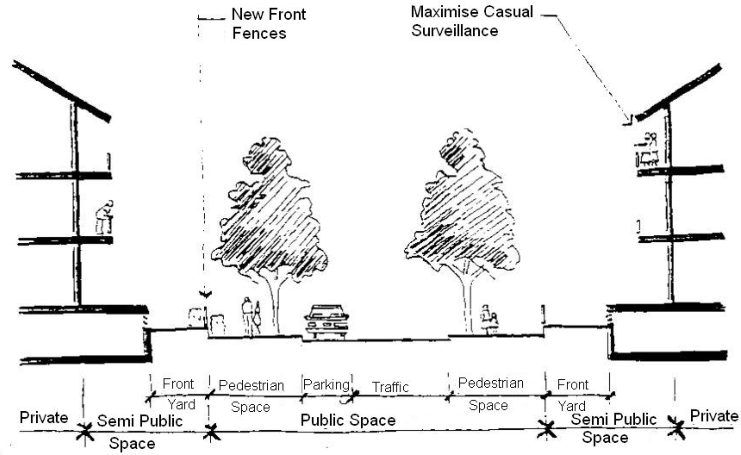 New Front
Fences
Maximise Casual
Surveillance
Front
Yard
Pedestrian
Space
Parking
Traffic
Pedestrian
Space
Front
Yard
Private
Semi Public
Space
Public Space
Semi Public
Space
Private